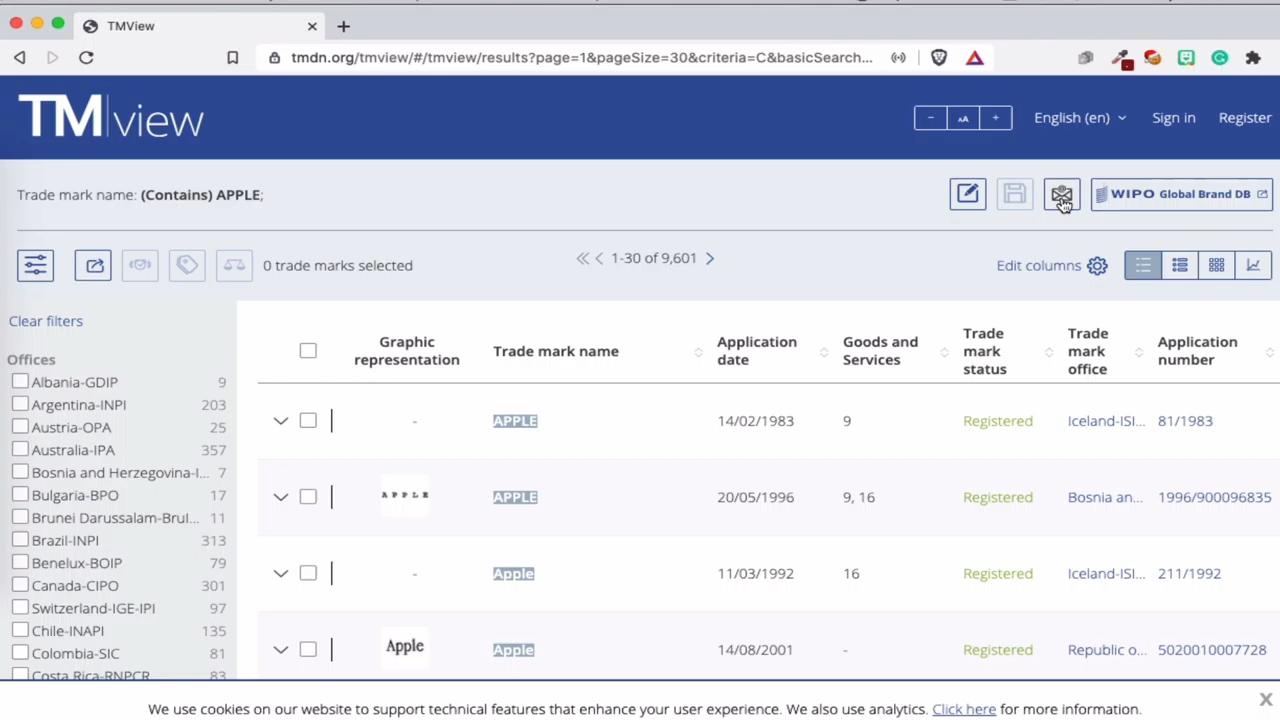 TMView
tmdn.org/tmview/#/tmview/results?page=1&pageSize=30&criteria=C&basicSearch...
TM|view
- AA +
English (en)
Sign in
Register
Trade mark name: (Contains) APPLE;
WIPO Global Brand DB
0 trade marks selected
1-30 of 9,601
Edit columns
Clear filters
Offices
Albania-GDIP 9
Argentina-INPI 203
Austria-OPA 25
Australia-IPA 357
Bosnia and Herzegovina-I... 7
Bulgaria-BPO 17
Brunei Darussalam-BruI... 11
Brazil-INPI 313
Benelux-BOIP 79
Canada-CIPO 301
Switzerland-IGE-IPI 97
Chile-INAPI 135
Colombia-SIC 81
Costa Rica-RNPCR 83
Graphic representation
Trade mark name
Application date
Goods and Services
Trade mark status
Trade mark office
Application number
- APPLE 14/02/1983 9 Registered Iceland-ISI... 81/1983
APPLE APPLE 20/05/1996 9, 16 Registered Bosnia an... 1996/900096835
- Apple 11/03/1992 16 Registered Iceland-ISI... 211/1992
Apple Apple 14/08/2001 - Registered Republic o... 5020010007728
We use cookies on our website to support technical features that enhance your user experience. We also use analytics. Click here for more information.
X